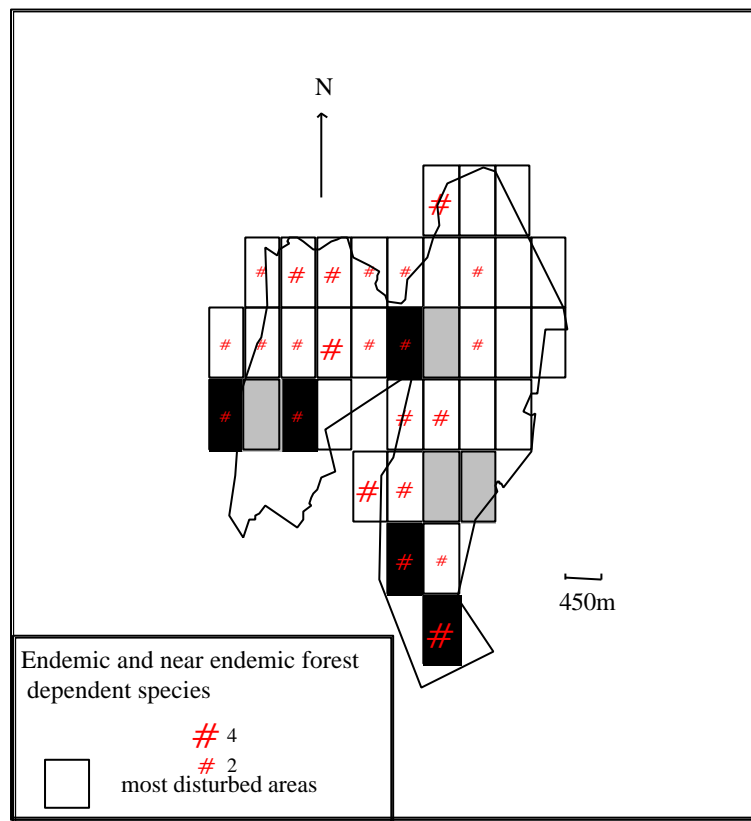 N
#
# # # # # #
# # # # # # #
# # # #
# #
# #
#
450m
Endemic and near endemic forest
dependent species
# 4
# 2
most disturbed areas